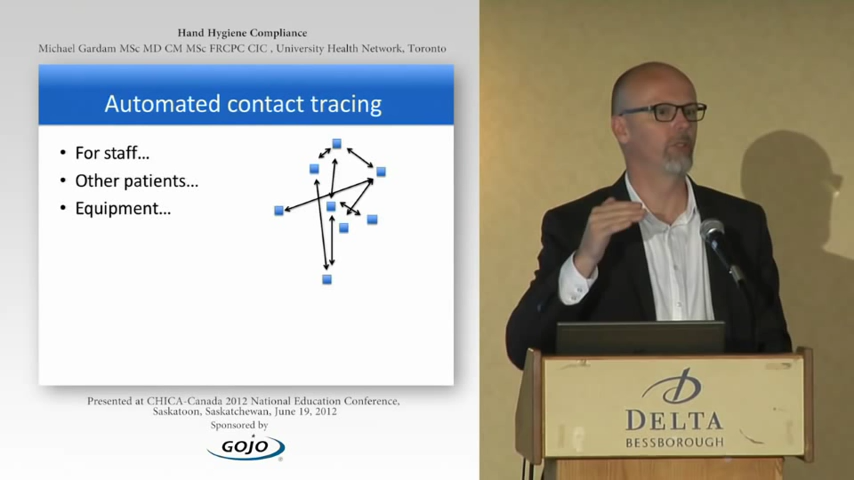 Hand Hygiene Compliance
Michael Gardam MSc MD CM MSc FRCPC CIC , University Health Network, Toronto
Automated contact tracing
• For staff…
• Other patients…
• Equipment…
Presented at CHICA-Canada 2012 National Education Conference,
Saskatoon, Saskatchewan, June 19, 2012
Sponsored by
GOJO
DELTA
BESSBOROUGH